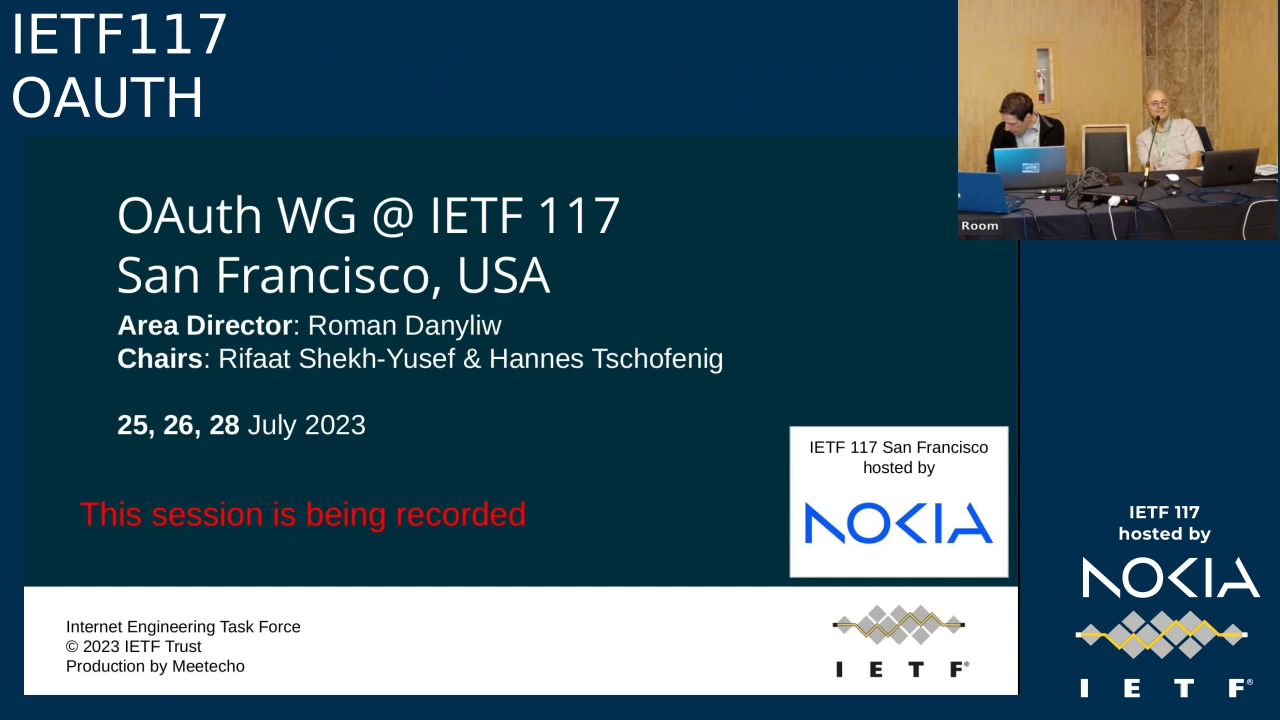 IETF117
OAUTH
Room
OAuth WG @ IETF 117
San Francisco, USA
Area Director: Roman Danyliw
Chairs: Rifaat Shekh-Yusef & Hannes Tschofenig
25, 26, 28 July 2023
This session is being recorded
IETF 117 San Francisco
hosted by
NOKIA
Internet Engineering Task Force
© 2023 IETF Trust
Production by Meetecho
I E T F®
IETF 117
hosted by
NOKIA
I E T F®